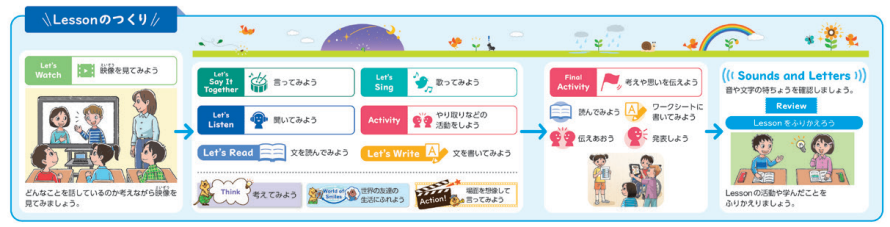 Lessonのつくり
Let's Watch
えいぞう
映像を見てみよう
どんなことを話しているのか考えながら映像を
見てみましょう。
Let's Say It Together
言ってみよう
Let's Sing
歌ってみよう
Let's Listen
聞いてみよう
Activity
やり取りなどの
活動をしよう
Let's Read
文を読んでみよう
Let's Write
文を書いてみよう
Think
考えてみよう
World of Smiles
世界の友達の
生活にふれよう
Action!
場面を想像して
言ってみよう
Final Activity
考えや思いを伝えよう
読んでみよう
ワークシートに
書いてみよう
伝えあおう
発表しよう
Sounds and Letters
音や文字の特ちょうを確認しましょう。
Review
Lessonをふりかえろう
Lessonの活動や学んだことを
ふりかえりましょう。